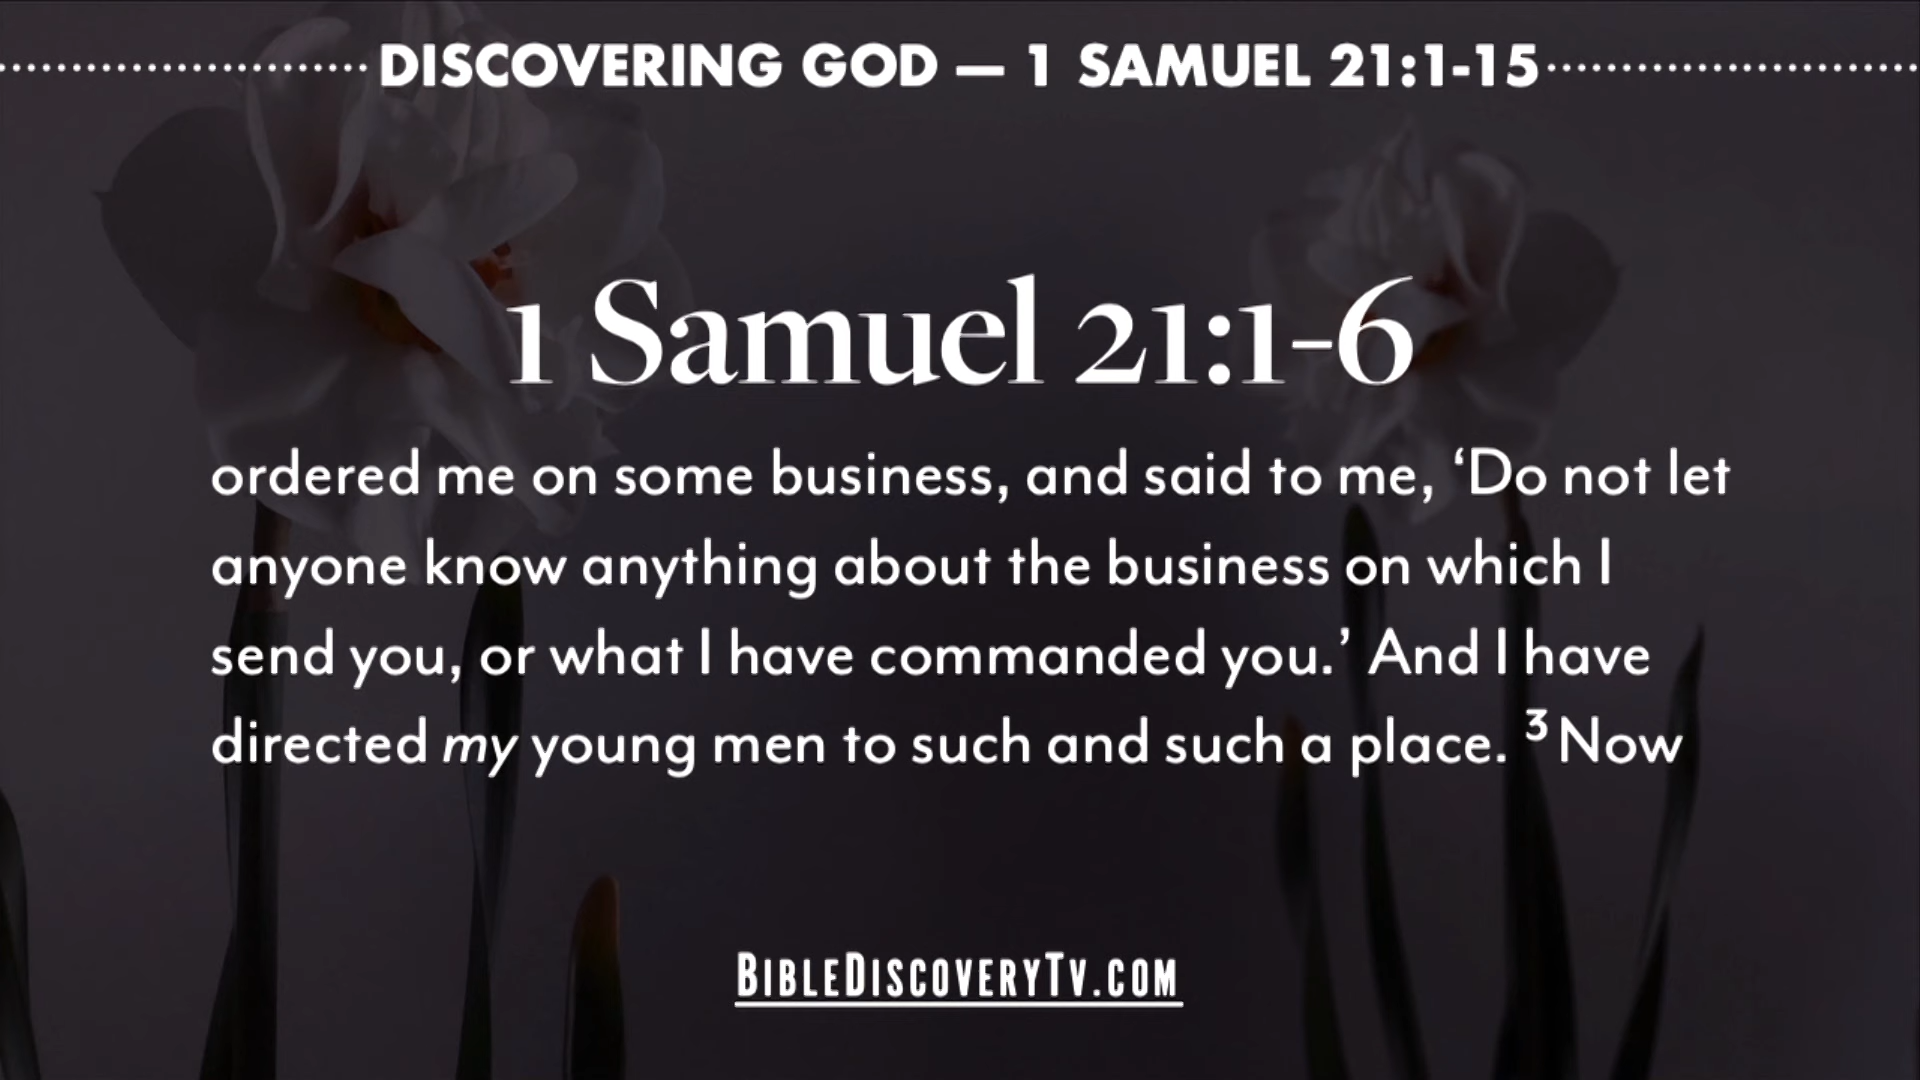 DISCOVERING GOD — 1 SAMUEL 21:1-15
1 Samuel 21:1-6
ordered me on some business, and said to me, ‘Do not let
anyone know anything about the business on which I
send you, or what I have commanded you.’ And I have
directed my young men to such and such a place. ³ Now
BIBLEDISCOVERYTV.COM